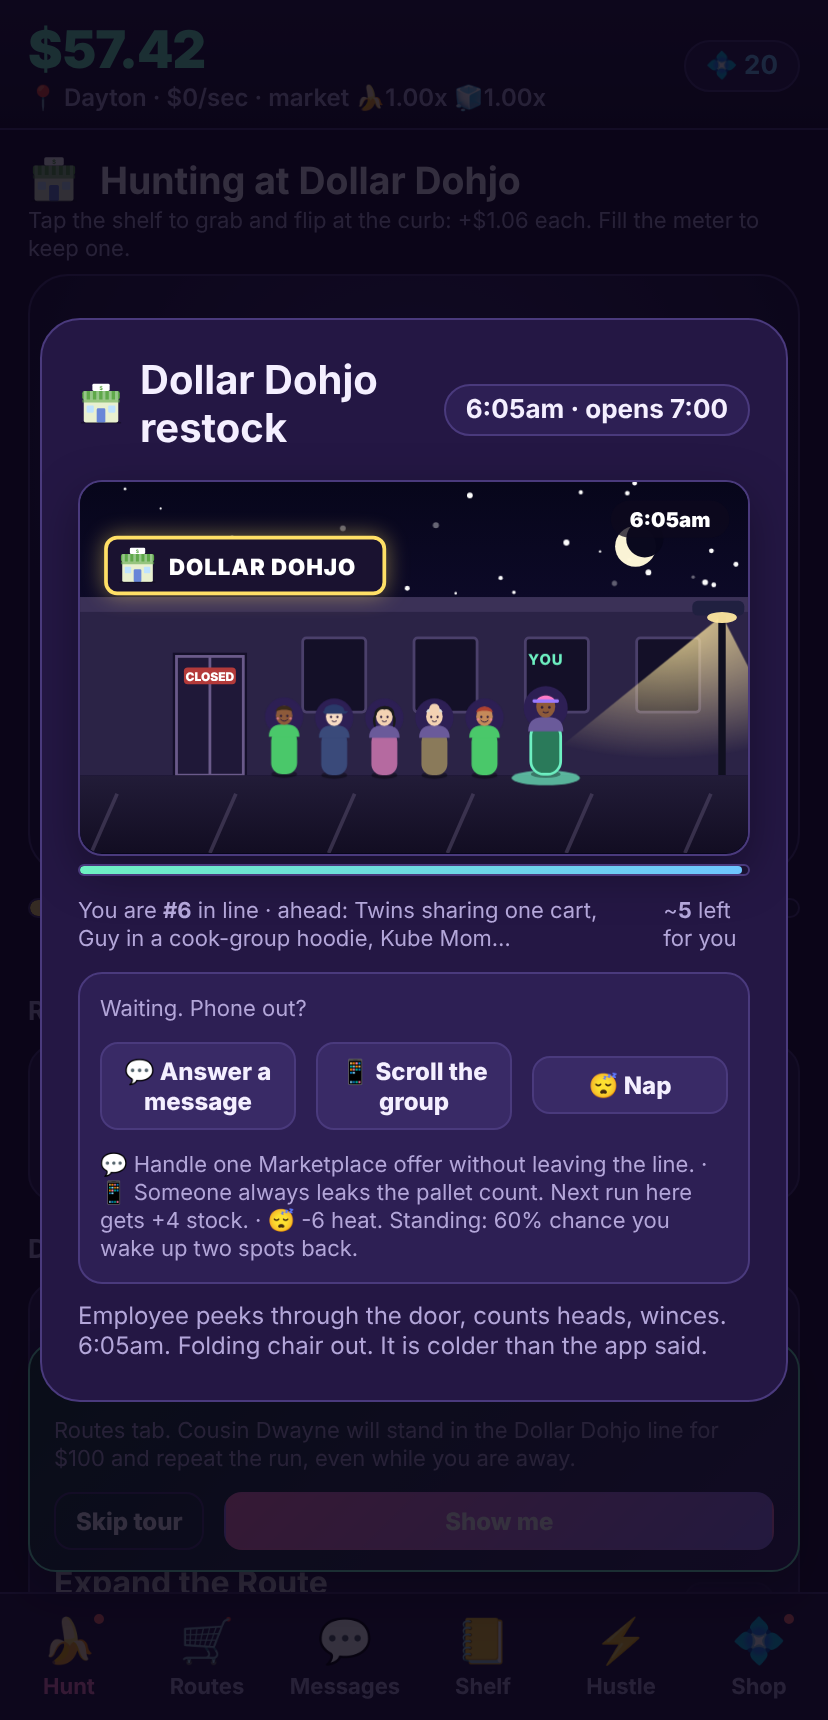 $57.42
📍 Dayton · $0/sec · market 🍌1.00x 🧊1.00x
💠 20
Hunting at Dollar Dohjo
Tap the shelf to grab and flip at the curb: +$1.06 each. Fill the meter to
keep one.
Dollar Dohjo
restock
6:05am · opens 7:00
6:05am
DOLLAR DOHJO
CLOSED
YOU
You are #6 in line · ahead: Twins sharing one cart,
Guy in a cook-group hoodie, Kube Mom...
~5 left
for you
Waiting. Phone out?
💬 Answer a
message
📱 Scroll the
group
😴 Nap
💬 Handle one Marketplace offer without leaving the line. ·
📱 Someone always leaks the pallet count. Next run here
gets +4 stock. · 😴 -6 heat. Standing: 60% chance you
wake up two spots back.
Employee peeks through the door, counts heads, winces.
6:05am. Folding chair out. It is colder than the app said.
Routes tab. Cousin Dwayne will stand in the Dollar Dohjo line for
$100 and repeat the run, even while you are away.
Skip tour
Show me
Expand the Route
Hunt
Routes
Messages
Shelf
Hustle
Shop